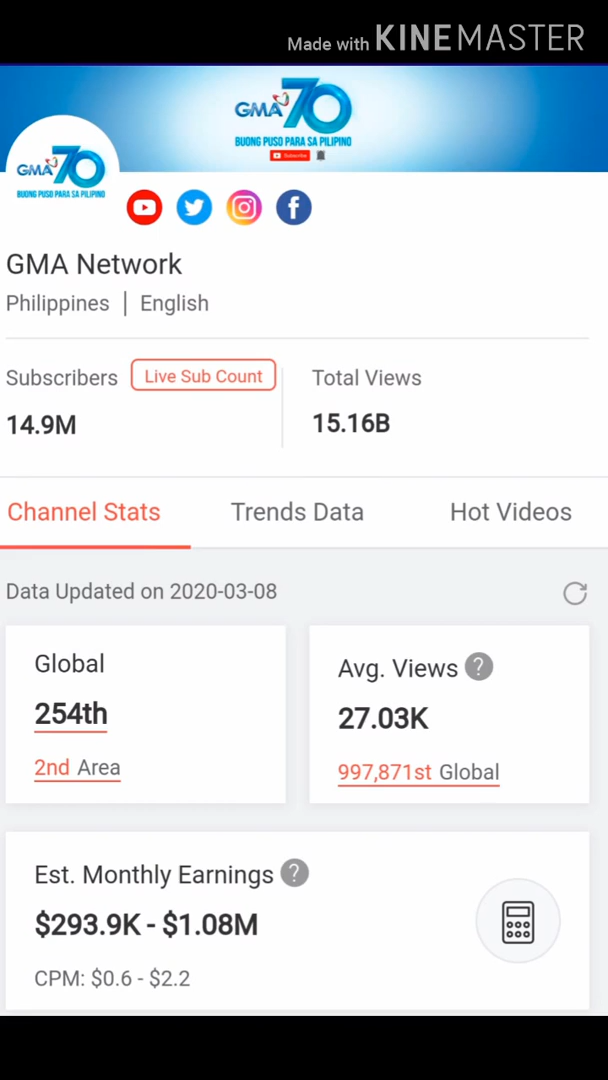 Made with KINEMASTER
GMA 70
BUONG PUSO PARA SA PILIPINO
Subscribe
GMA 70
BUONG PUSO PARA SA PILIPINO
GMA Network
Philippines | English
Subscribers Live Sub Count Total Views
14.9M 15.16B
Channel Stats Trends Data Hot Videos
Data Updated on 2020-03-08
Global
254th
2nd Area
Avg. Views ?
27.03K
997,871st Global
Est. Monthly Earnings ?
$293.9K - $1.08M
CPM: $0.6 - $2.2